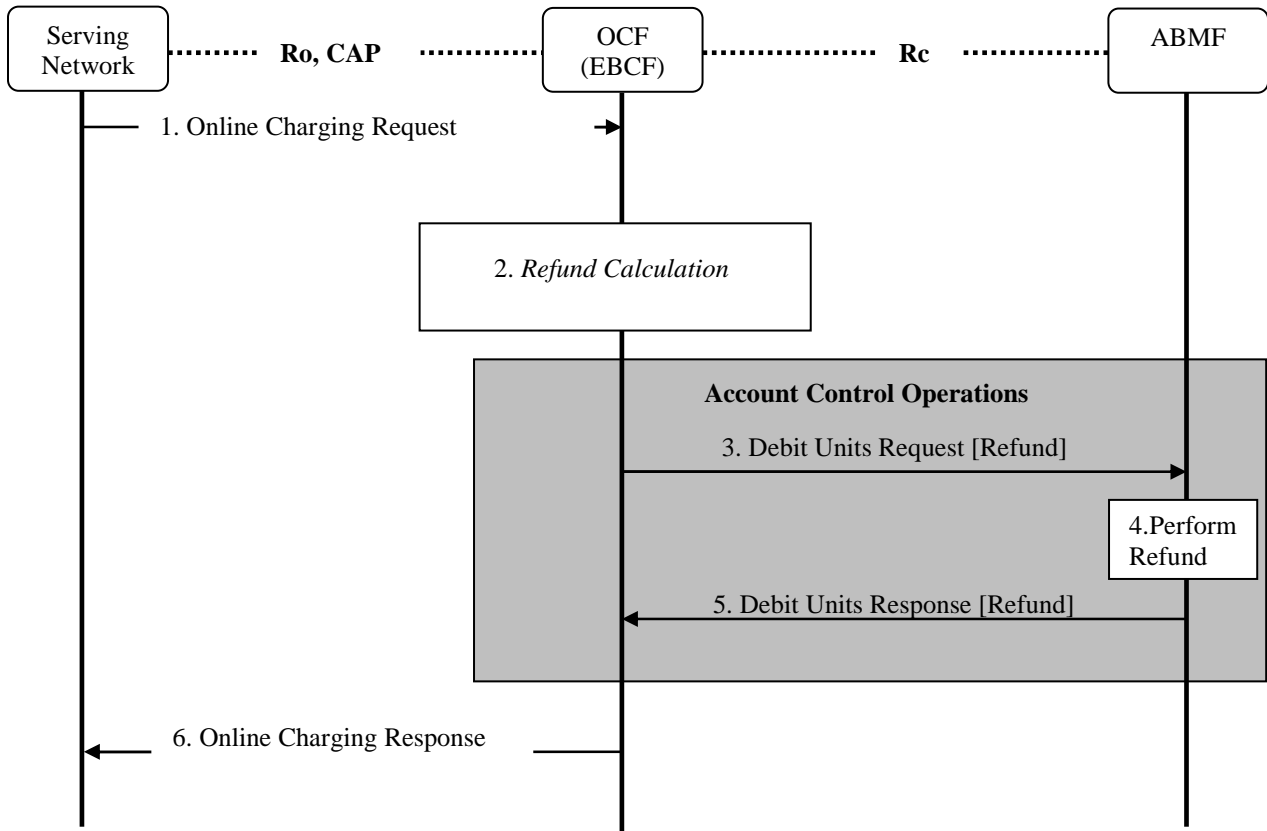 Serving
Network
Ro, CAP
OCF
(EBCF)
Rc
ABMF
1. Online Charging Request
2. Refund Calculation
Account Control Operations
3. Debit Units Request [Refund]
4.Perform
Refund
5. Debit Units Response [Refund]
6. Online Charging Response